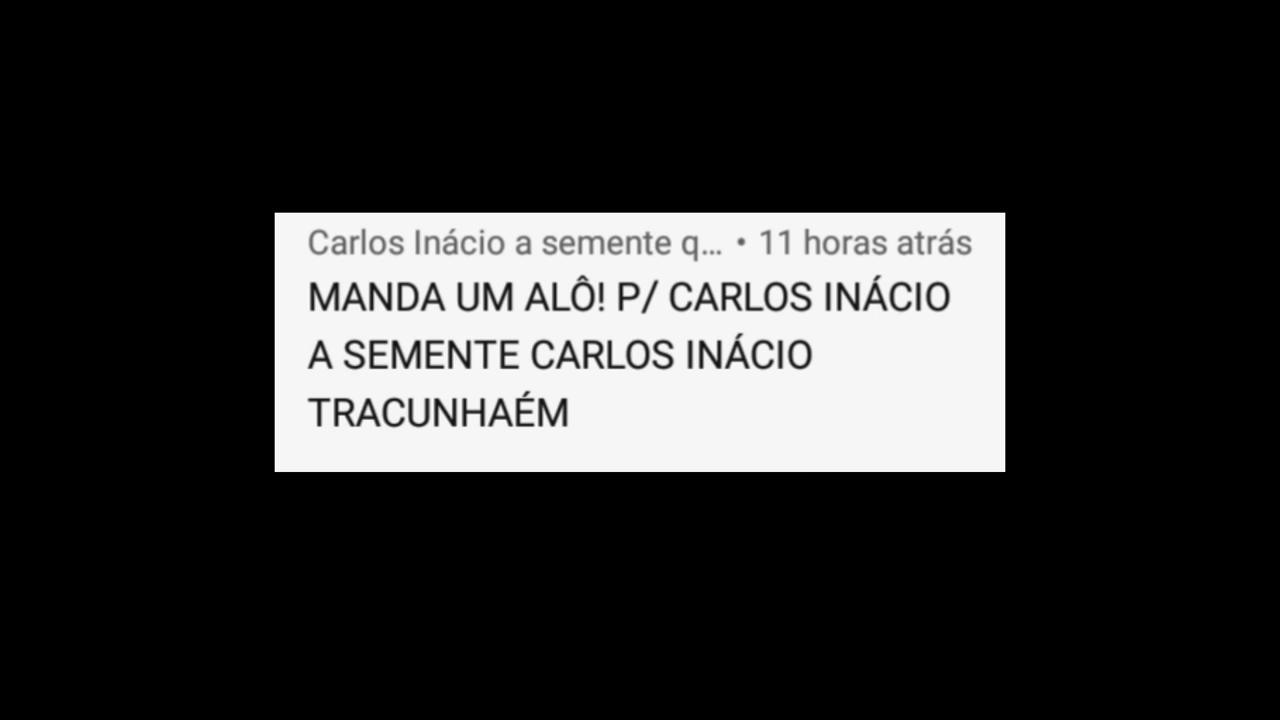 Carlos Inácio a semente q... • 11 horas atrás
MANDA UM ALÔ! P/ CARLOS INÁCIO
A SEMENTE CARLOS INÁCIO
TRACUNHAÉM